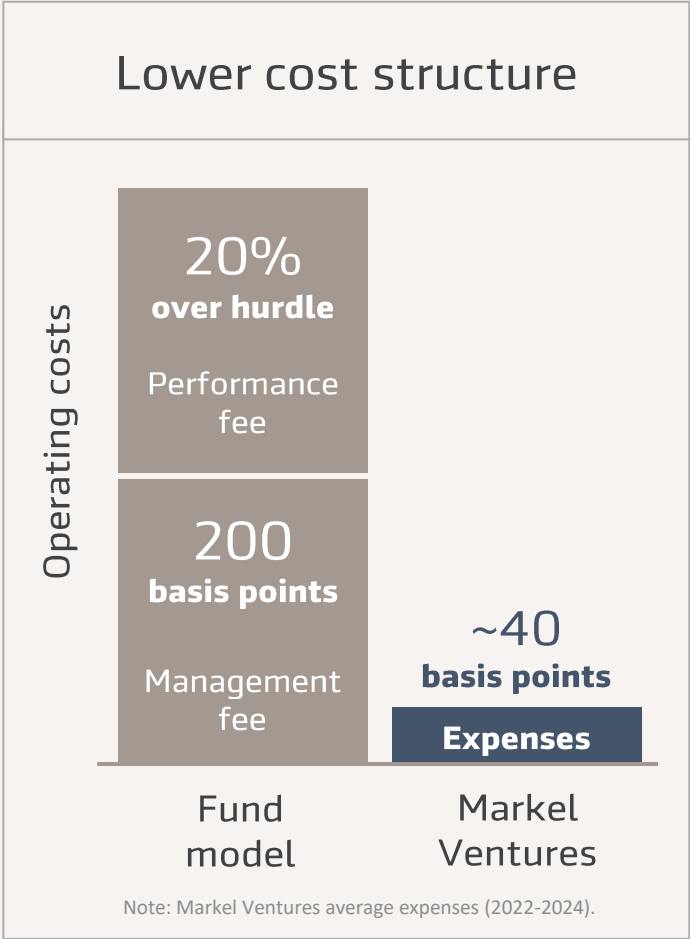 Lower cost structure
Operating costs
20%
over hurdle
Performance
fee
200
basis points
Management
fee
~40
basis points
Expenses
Fund
model
Markel
Ventures
Note: Markel Ventures average expenses (2022-2024).